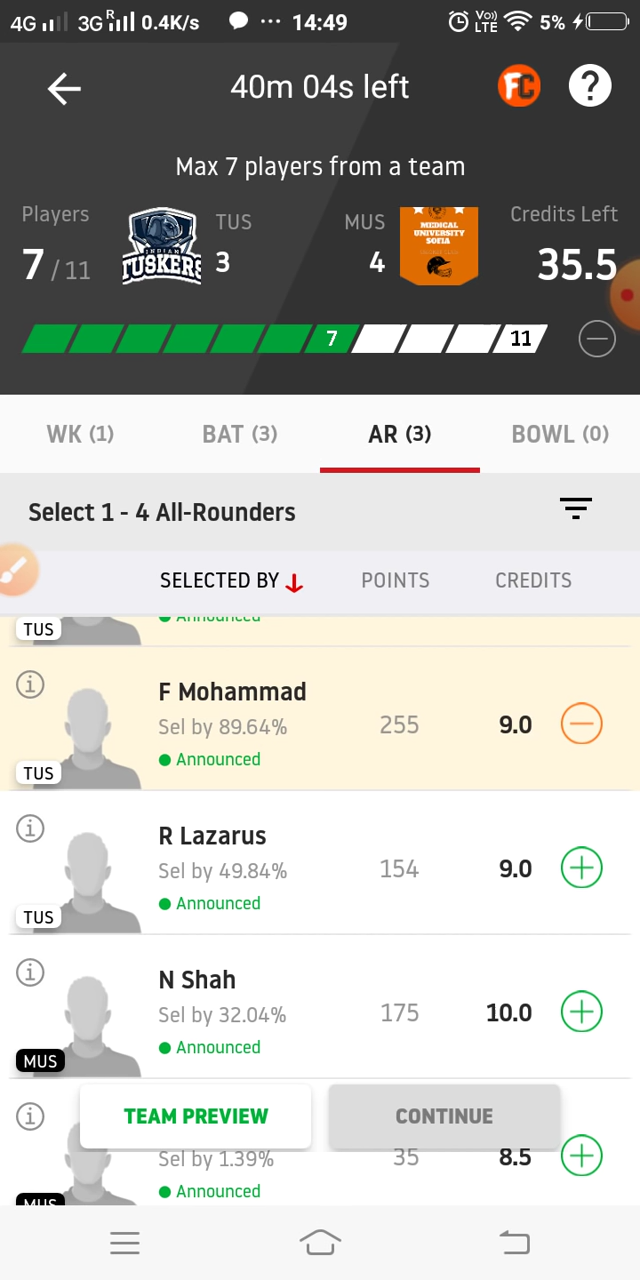 4G 3G R 0.4K/s ... 14:49 Vo) LTE 5%
40m 04s left FC ?
Max 7 players from a team
Players TUS MUS Credits Left
7 / 11 3 4 35.5
INDIAN TUSKERS
MEDICAL UNIVERSITY SOFIA
7 11
WK (1) BAT (3) AR (3) BOWL (0)
Select 1 - 4 All-Rounders
SELECTED BY POINTS CREDITS
Announced
TUS
F Mohammad
Sel by 89.64% 255 9.0
Announced
TUS
R Lazarus
Sel by 49.84% 154 9.0
Announced
TUS
N Shah
Sel by 32.04% 175 10.0
Announced
MUS
TEAM PREVIEW CONTINUE
Sel by 1.39% 35 8.5
Announced
MUS